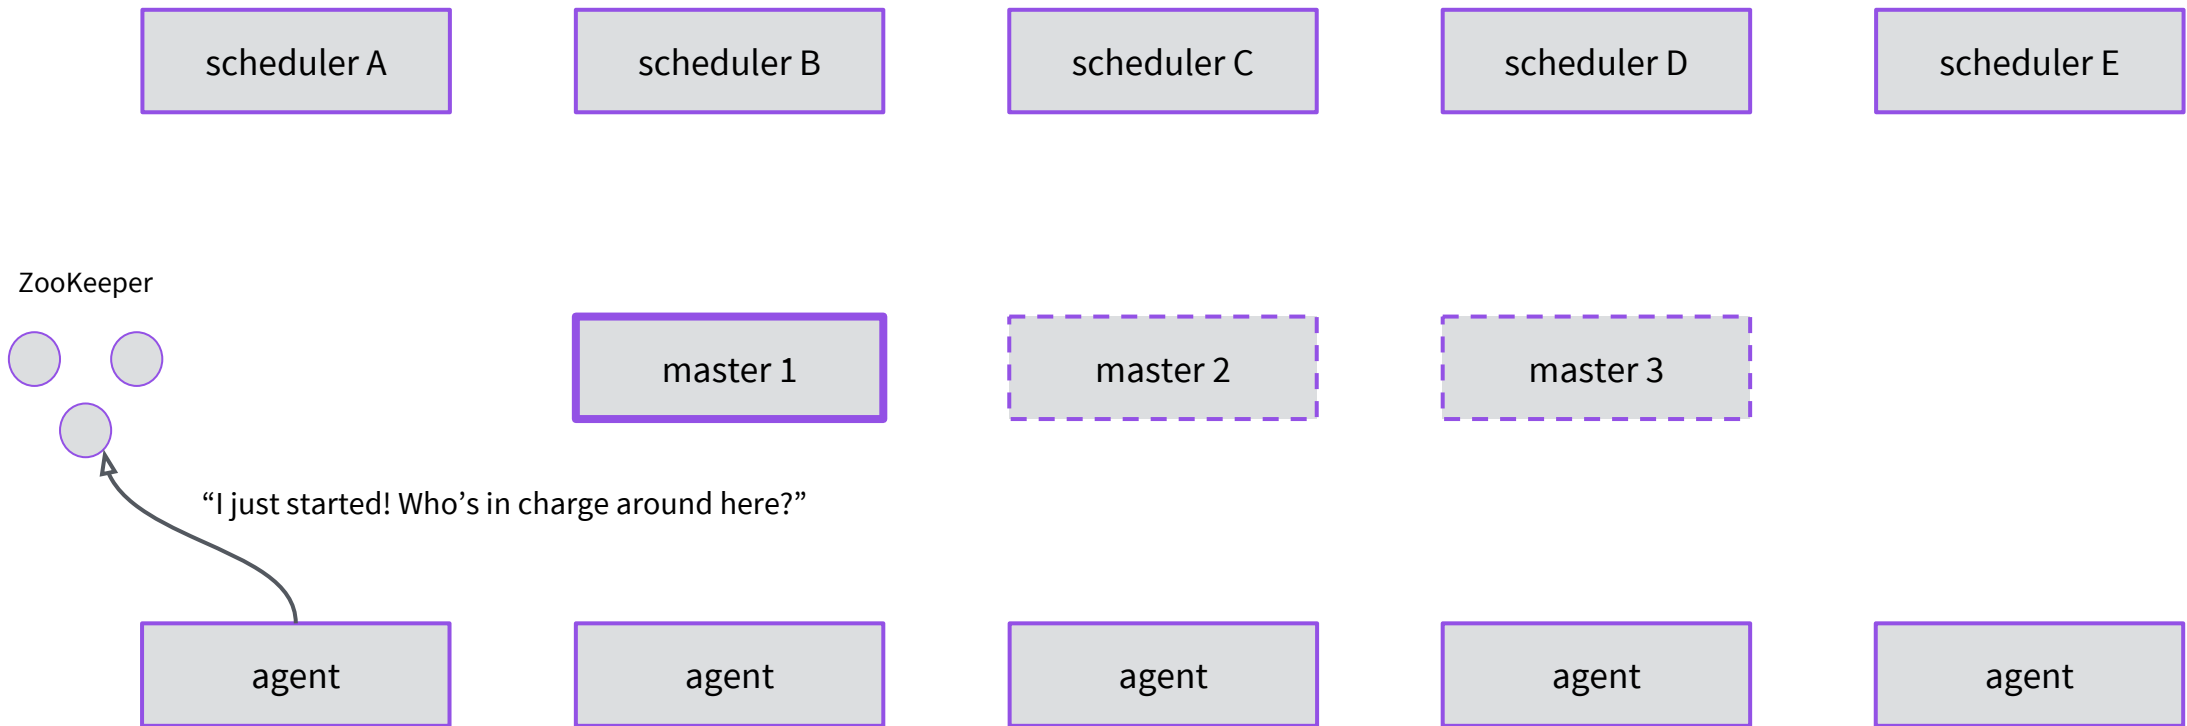 scheduler A
scheduler B
scheduler C
scheduler D
scheduler E
ZooKeeper
master 1
master 2
master 3
“I just started! Who’s in charge around here?”
agent
agent
agent
agent
agent